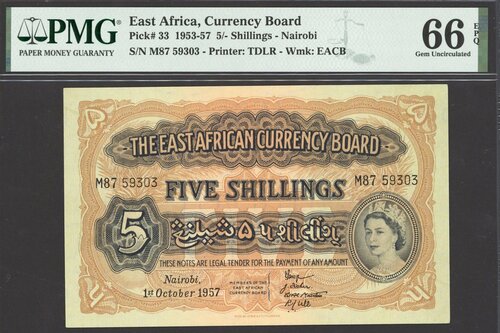 PMG
PAPER MONEY GUARANTY
East Africa, Currency Board
Pick# 33 1953-57 5/- Shillings - Nairobi
S/N M87 59303 - Printer: TDLR - Wmk: EACB
66 EPQ
Gem Uncirculated
THE EAST AFRICAN CURRENCY BOARD
M87 59303
M87 59303
FIVE SHILLINGS
5
THESE NOTES ARE LEGAL TENDER FOR THE PAYMENT OF ANY AMOUNT
Nairobi,
1st October 1957
MEMBERS OF THE
EAST AFRICAN
CURRENCY BOARD